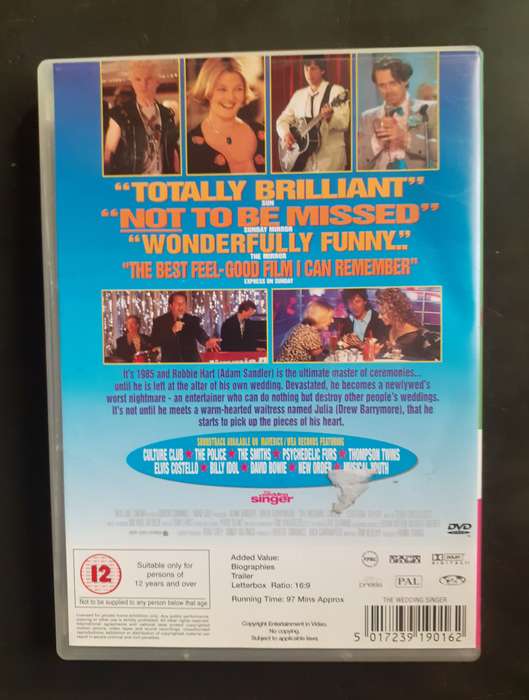 "TOTALLY BRILLIANT"
SUN
"NOT TO BE MISSED"
SUNDAY MIRROR
"WONDERFULLY FUNNY."
THE MIRROR
"THE BEST FEEL-GOOD FILM I CAN REMEMBER"
EXPRESS ON SUNDAY
It's 1985 and Robbie Hart (Adam Sandler) is the ultimate master of ceremonies...
until he is left at the altar of his own wedding. Devastated, he becomes a newlywed's
worst nightmare - an entertainer who can do nothing but destroy other people's weddings.
It's not until he meets a warm-hearted waitress named Julia (Drew Barrymore), that he
starts to pick up the pieces of his heart.
SOUNDTRACK AVAILABLE ON MAVERICK / WEA RECORDS FEATURING
CULTURE CLUB ★ THE POLICE ★ THE SMITHS ★ PSYCHEDELIC FURS ★ THOMPSON TWINS
ELVIS COSTELLO ★ BILLY IDOL ★ DAVID BOWIE ★ NEW ORDER ★ MUSICAL YOUTH
singer
DVD
12
Suitable only for
persons of
12 years and over
Not to be supplied to any person below that age
Added Value:
Biographies
Trailer
Letterbox Ratio: 16:9
Running Time: 97 Mins Approx
DOLBY
DIGITAL
PAL
THE WEDDING SINGER
Copyright Entertainment in Video.
No copying.
Subject to applicable laws.
5 017239 190162